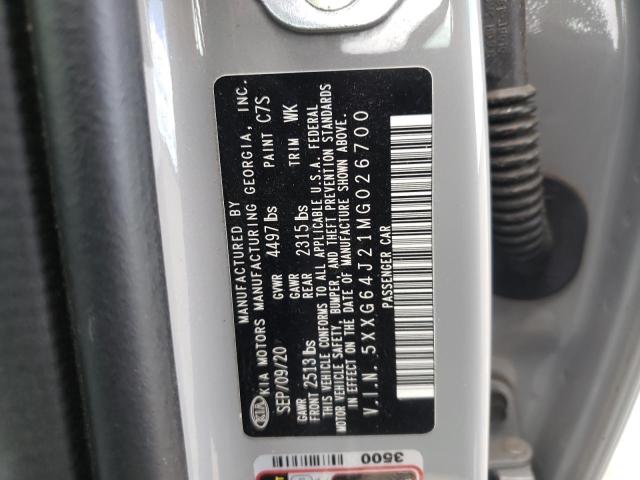 MANUFACTURED BY
KIA KIA MOTORS MANUFACTURING GEORGIA, INC.
SEP/09/20 GVWR 4497 lbs PAINT C7S
GAWR FRONT 2513 lbs GAWR REAR 2315 lbs TRIM WK
THIS VEHICLE CONFORMS TO ALL APPLICABLE U.S.A. FEDERAL
MOTOR VEHICLE SAFETY, BUMPER, AND THEFT PREVENTION STANDARDS
IN EFFECT ON THE DATE OF MANUFACTURE SHOWN ABOVE.
V.I.N. 5XXG64J21MG026700
PASSENGER CAR
3500